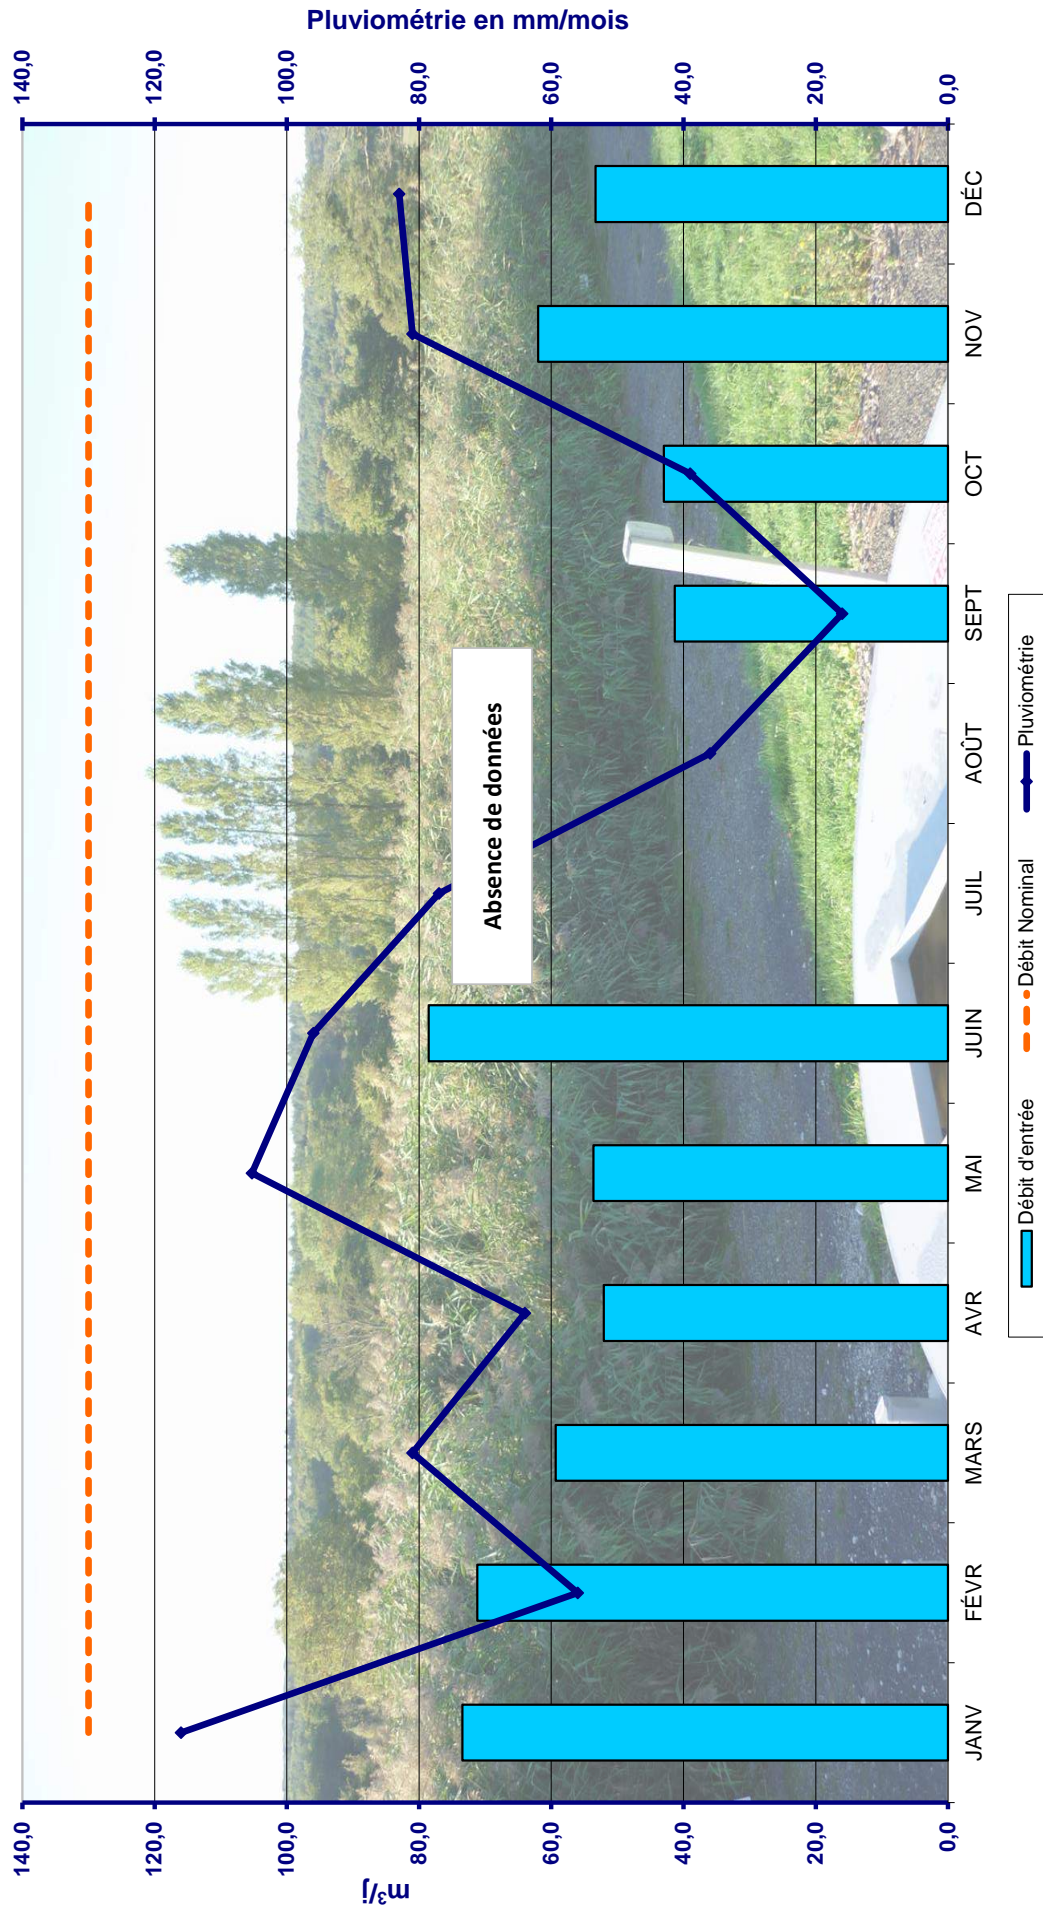 Pluviométrie en mm/mois
m³/j
140,0
120,0
100,0
80,0
60,0
40,0
20,0
0,0
140,0
120,0
100,0
80,0
60,0
40,0
20,0
0,0
Absence de données
JANV
FÉVR
MARS
AVR
MAI
JUIN
JUIL
AOÛT
SEPT
OCT
NOV
DÉC
Débit d'entrée
Débit Nominal
Pluviométrie